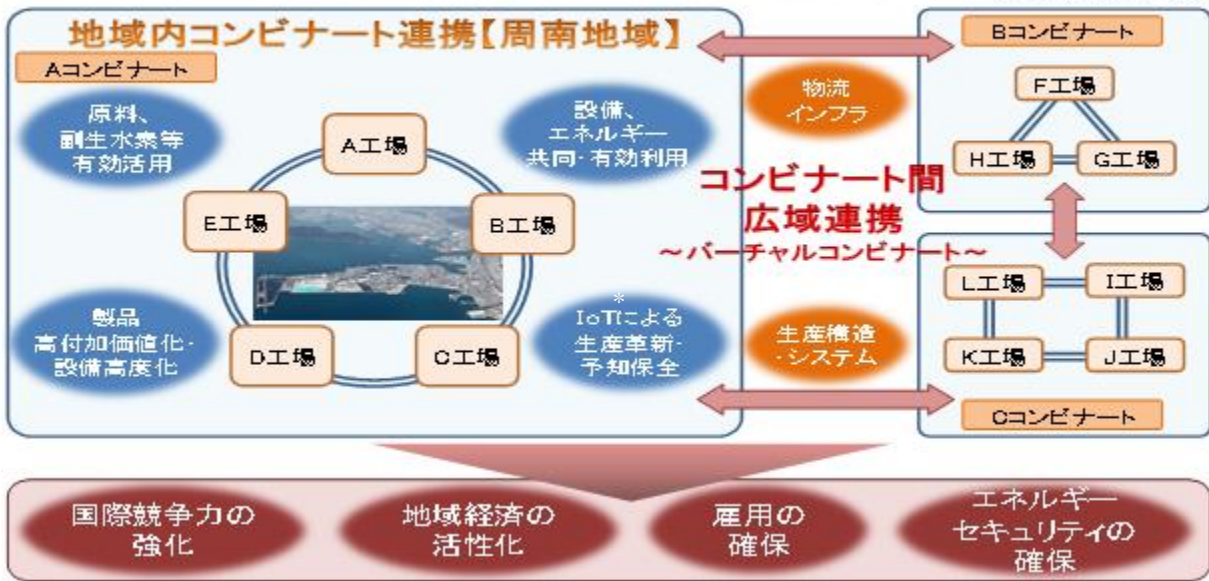 地域内コンビナート連携【周南地域】
Aコンビナート
原料、
副生水素等
有効活用
設備、
エネルギー
共同・有効利用
A工場
E工場
B工場
D工場
C工場
製品
高付加価値化・
設備高度化
*
IoTによる
生産革新・
予知保全
物流
インフラ
コンビナート間
広域連携
～バーチャルコンビナート～
生産構造
・システム
Bコンビナート
F工場
H工場
G工場
L工場
I工場
K工場
J工場
Cコンビナート
国際競争力の
強化
地域経済の
活性化
雇用の
確保
エネルギー
セキュリティの
確保